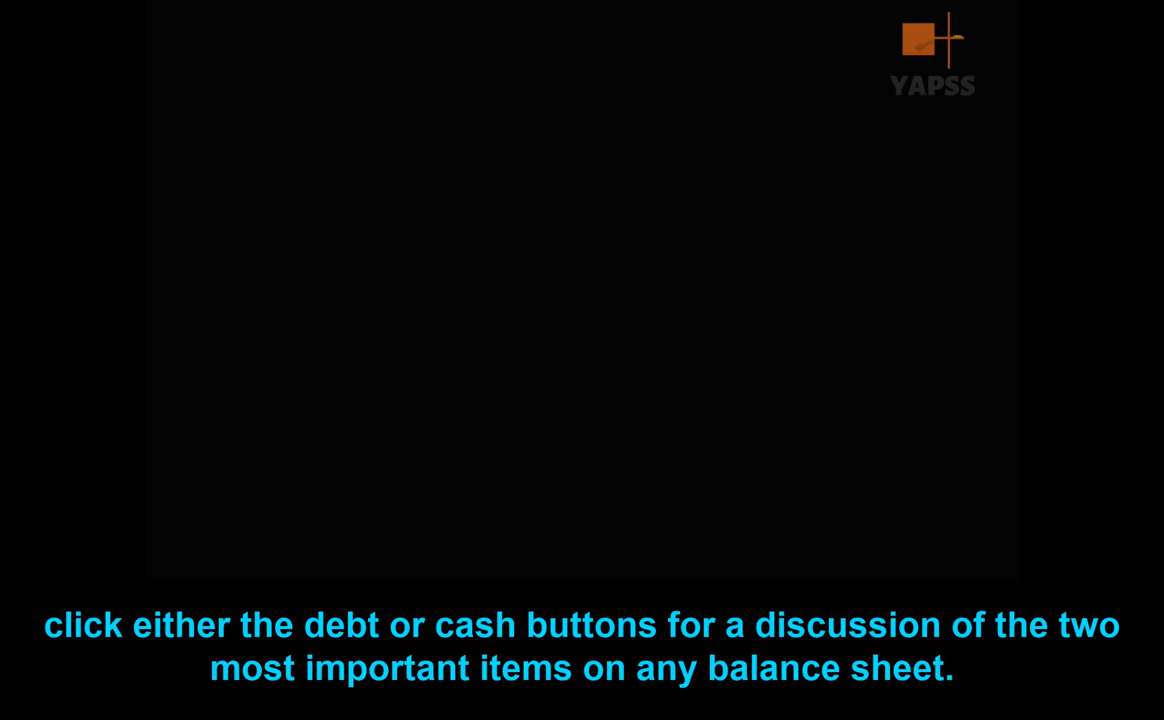 YAPSS
click either the debt or cash buttons for a discussion of the two
most important items on any balance sheet.